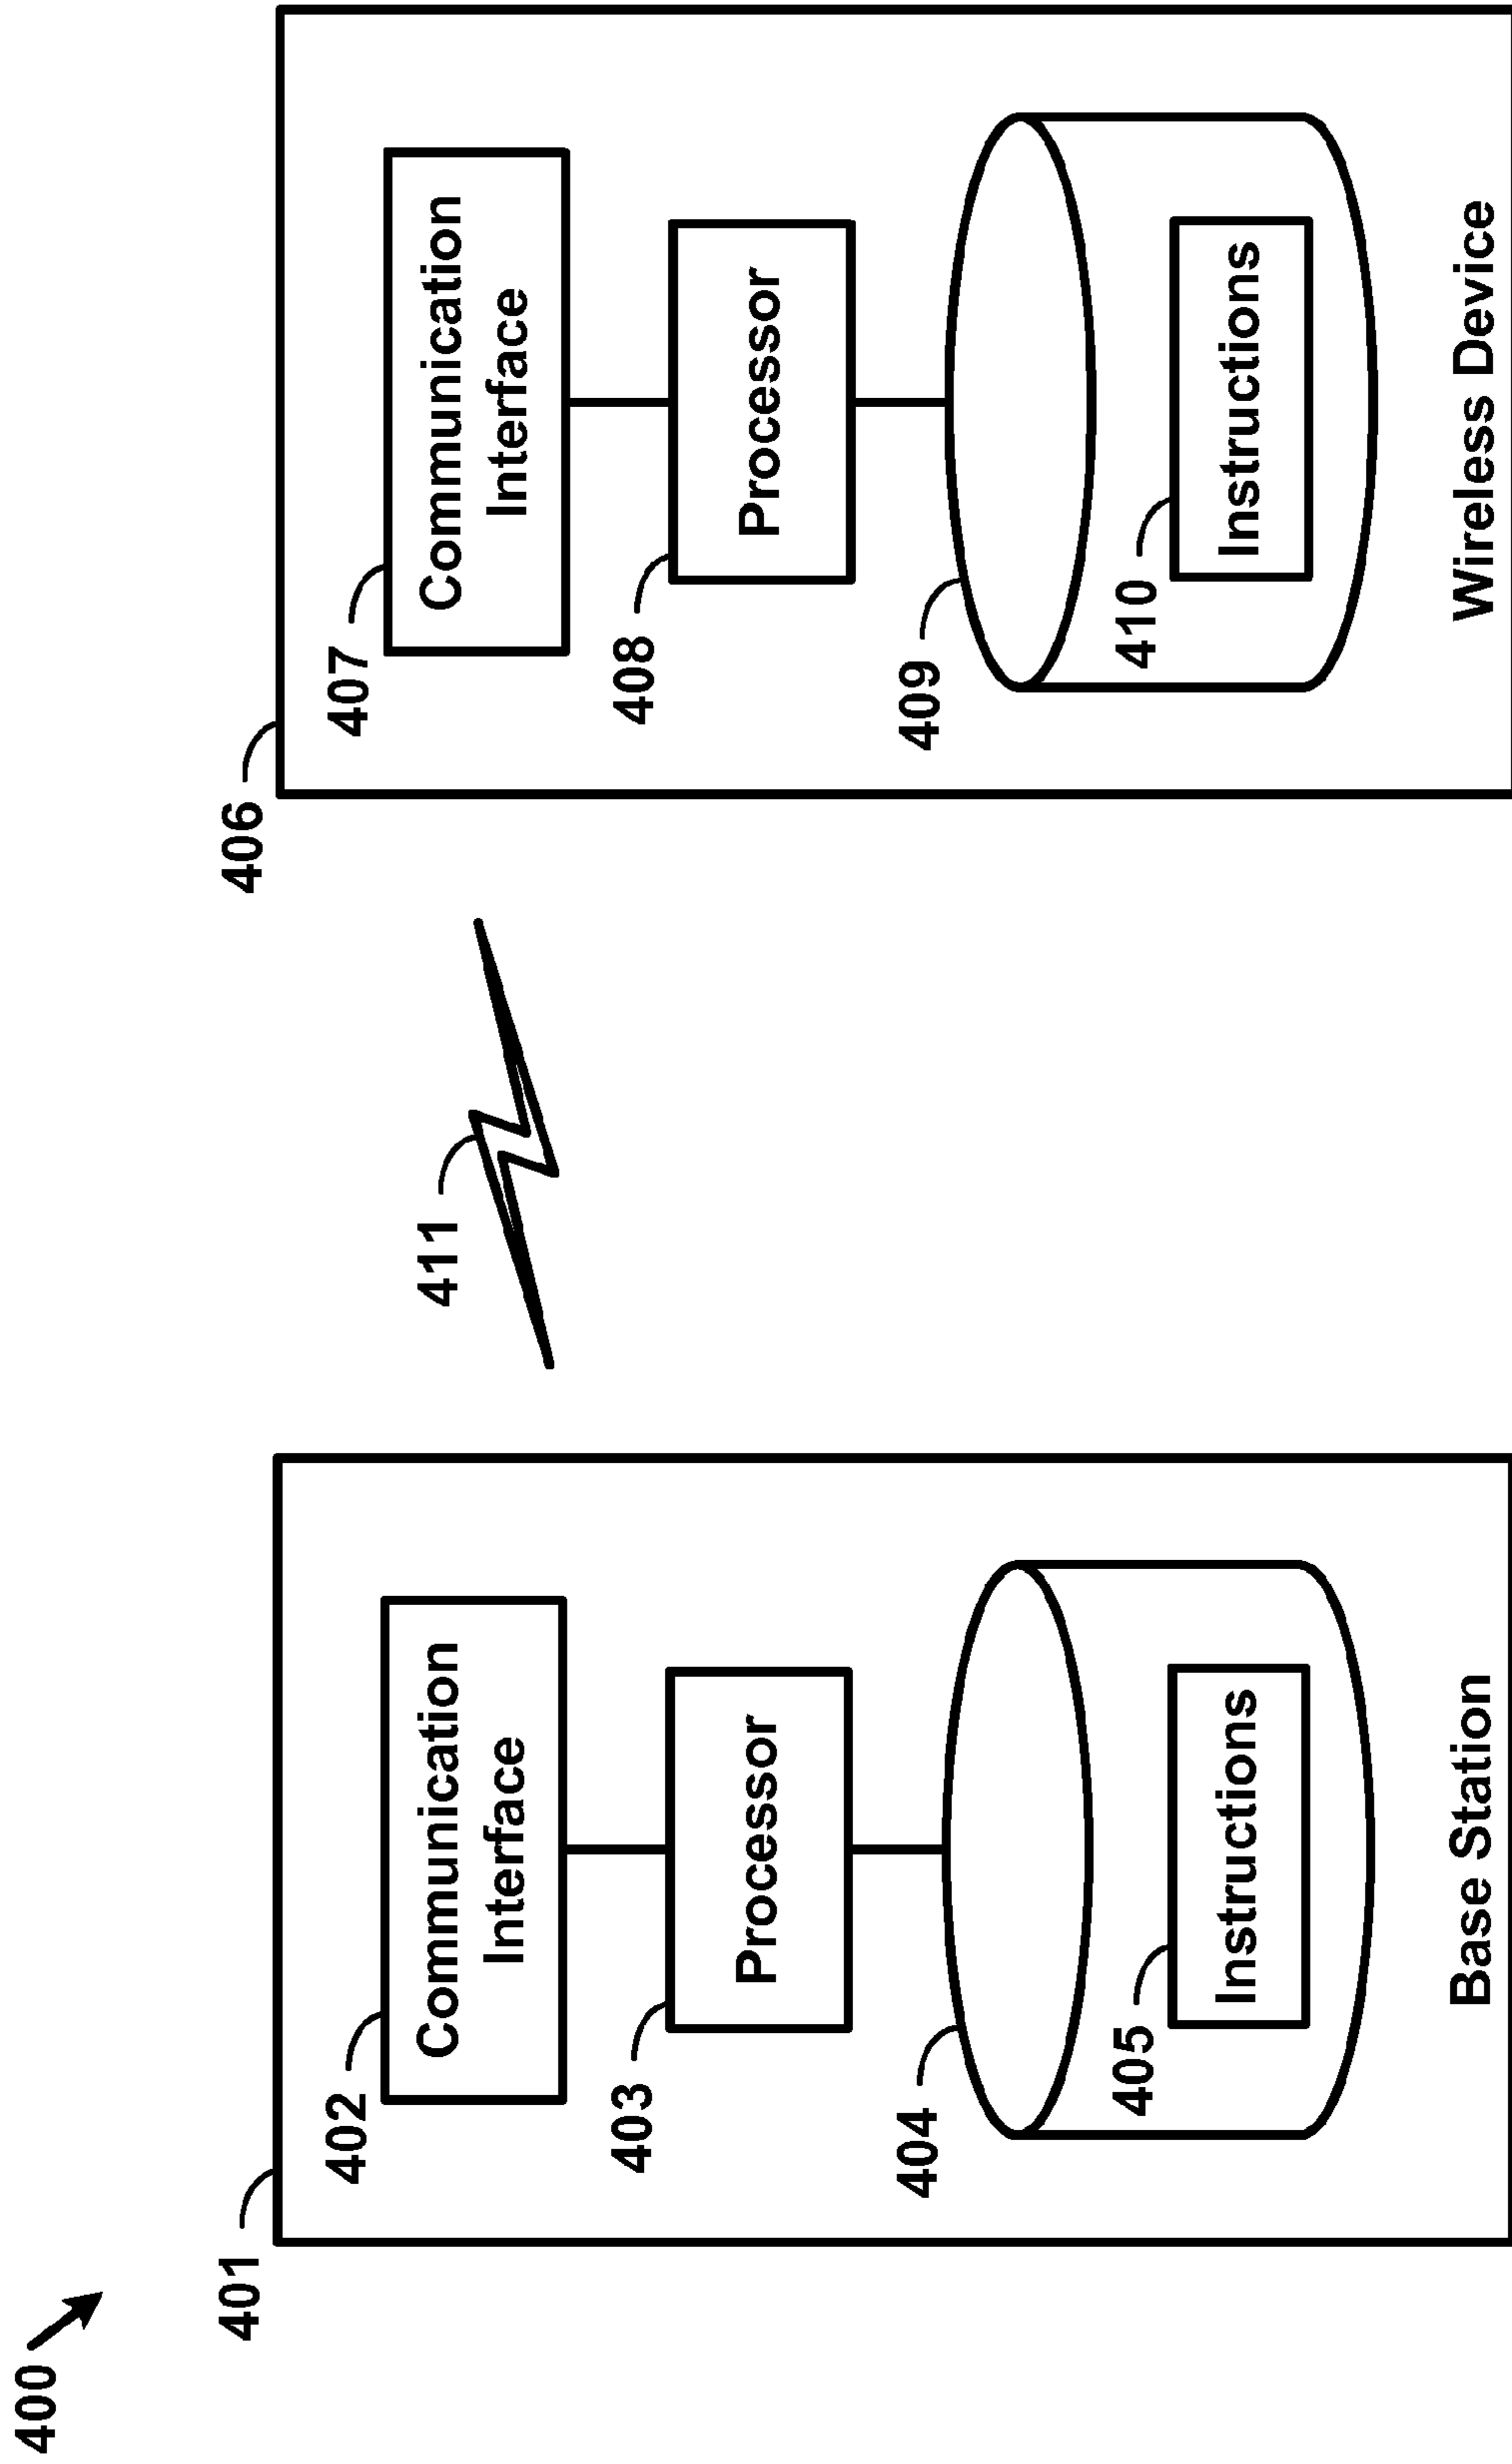 400
401
402
Communication
Interface
403
Processor
404
405
Instructions
Base Station
411
406
407
Communication
Interface
408
Processor
409
410
Instructions
Wireless Device